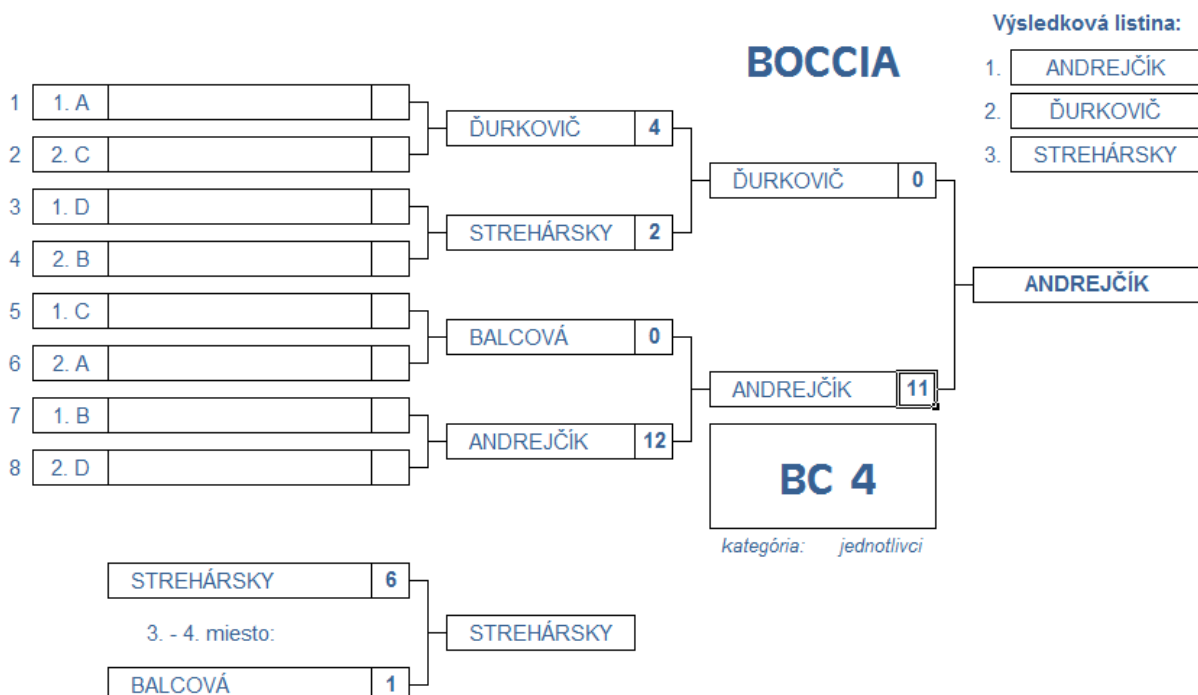 Výsledková listina:
BOCCIA
1. ANDREJČÍK
2. ĎURKOVIČ
3. STREHÁRSKY
1 1. A
2 2. C
3 1. D
4 2. B
5 1. C
6 2. A
7 1. B
8 2. D
ĎURKOVIČ 4
STREHÁRSKY 2
BALCOVÁ 0
ANDREJČÍK 12
ĎURKOVIČ 0
ANDREJČÍK 11
ANDREJČÍK
BC 4
kategória: jednotlivci
STREHÁRSKY 6
3. - 4. miesto:
BALCOVÁ 1
STREHÁRSKY